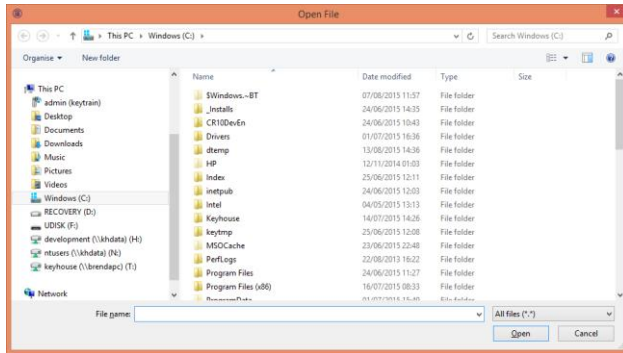 Open File
This PC ▸ Windows (C:) ▸
Search Windows (C:)
Organise
New folder
Name Date modified Type Size
This PC
admin (keytrain)
Desktop
Documents
Downloads
Music
Pictures
Videos
Windows (C:)
RECOVERY (D:)
UDISK (F:)
development (\\khdata) (H:)
ntusers (\\khdata) (N:)
keyhouse (\\brendapc) (T:)
Network
$Windows.~BT 07/08/2015 11:57 File folder
_Installs 24/06/2015 14:35 File folder
CR10DevEn 24/06/2015 10:43 File folder
Drivers 01/07/2015 16:36 File folder
dtemp 13/08/2015 14:36 File folder
HP 12/11/2014 01:03 File folder
Index 25/06/2015 12:11 File folder
inetpub 24/06/2015 12:03 File folder
Intel 04/05/2015 13:13 File folder
Keyhouse 14/07/2015 14:26 File folder
keytmp 25/06/2015 12:08 File folder
MSOCache 23/06/2015 22:48 File folder
PerfLogs 22/08/2013 16:22 File folder
Program Files 24/06/2015 11:27 File folder
Program Files (x86) 16/07/2015 08:33 File folder
ProgramData 01/07/2015 15:40 File folder
File name:
All files (*.*)
Open
Cancel